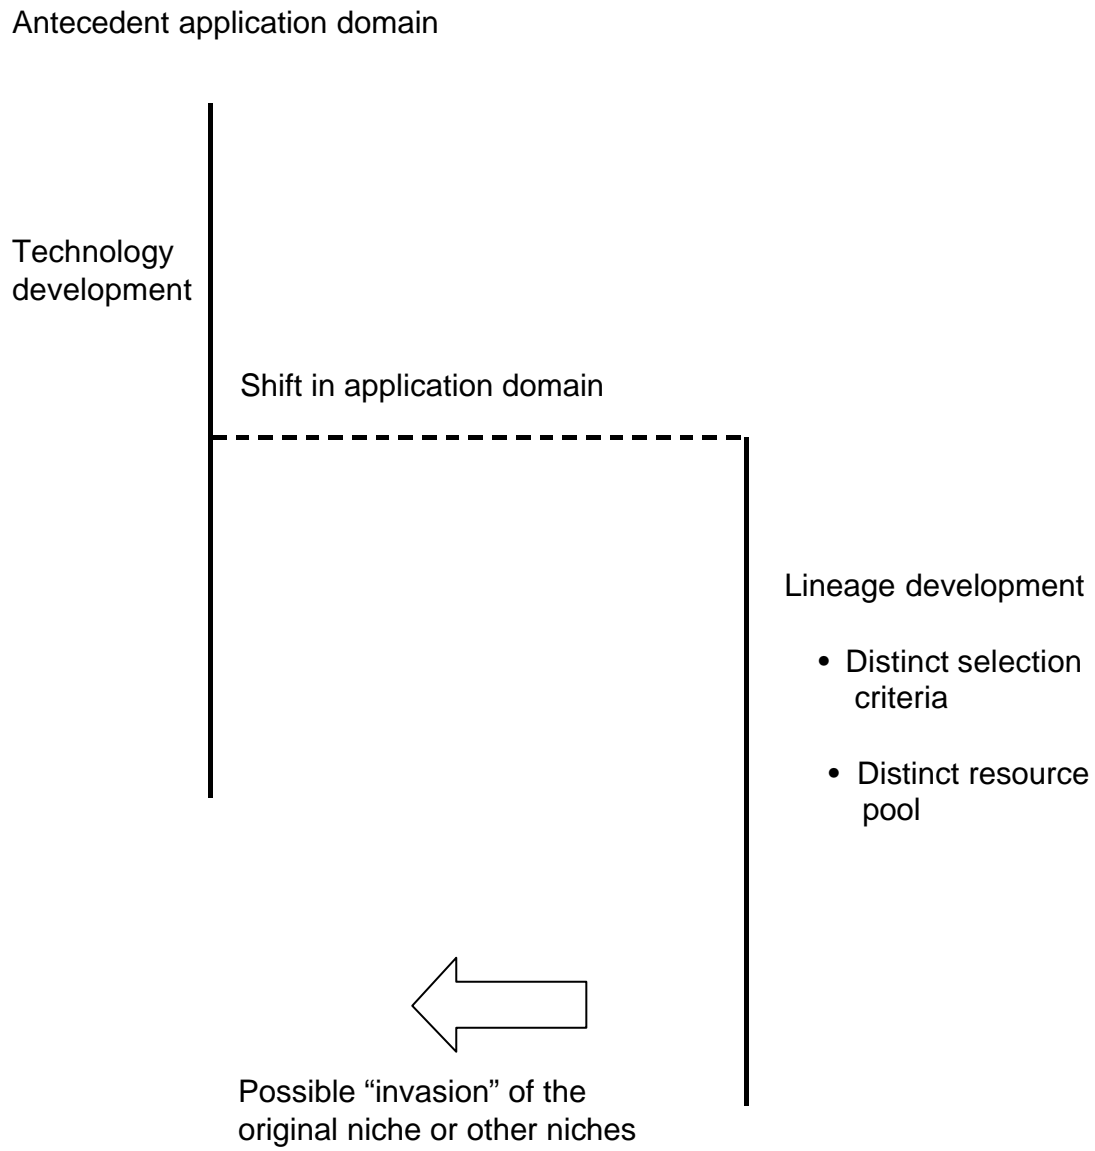 Antecedent application domain
Technology
development
Shift in application domain
Lineage development
• Distinct selection
criteria
• Distinct resource
pool
Possible “invasion” of the
original niche or other niches